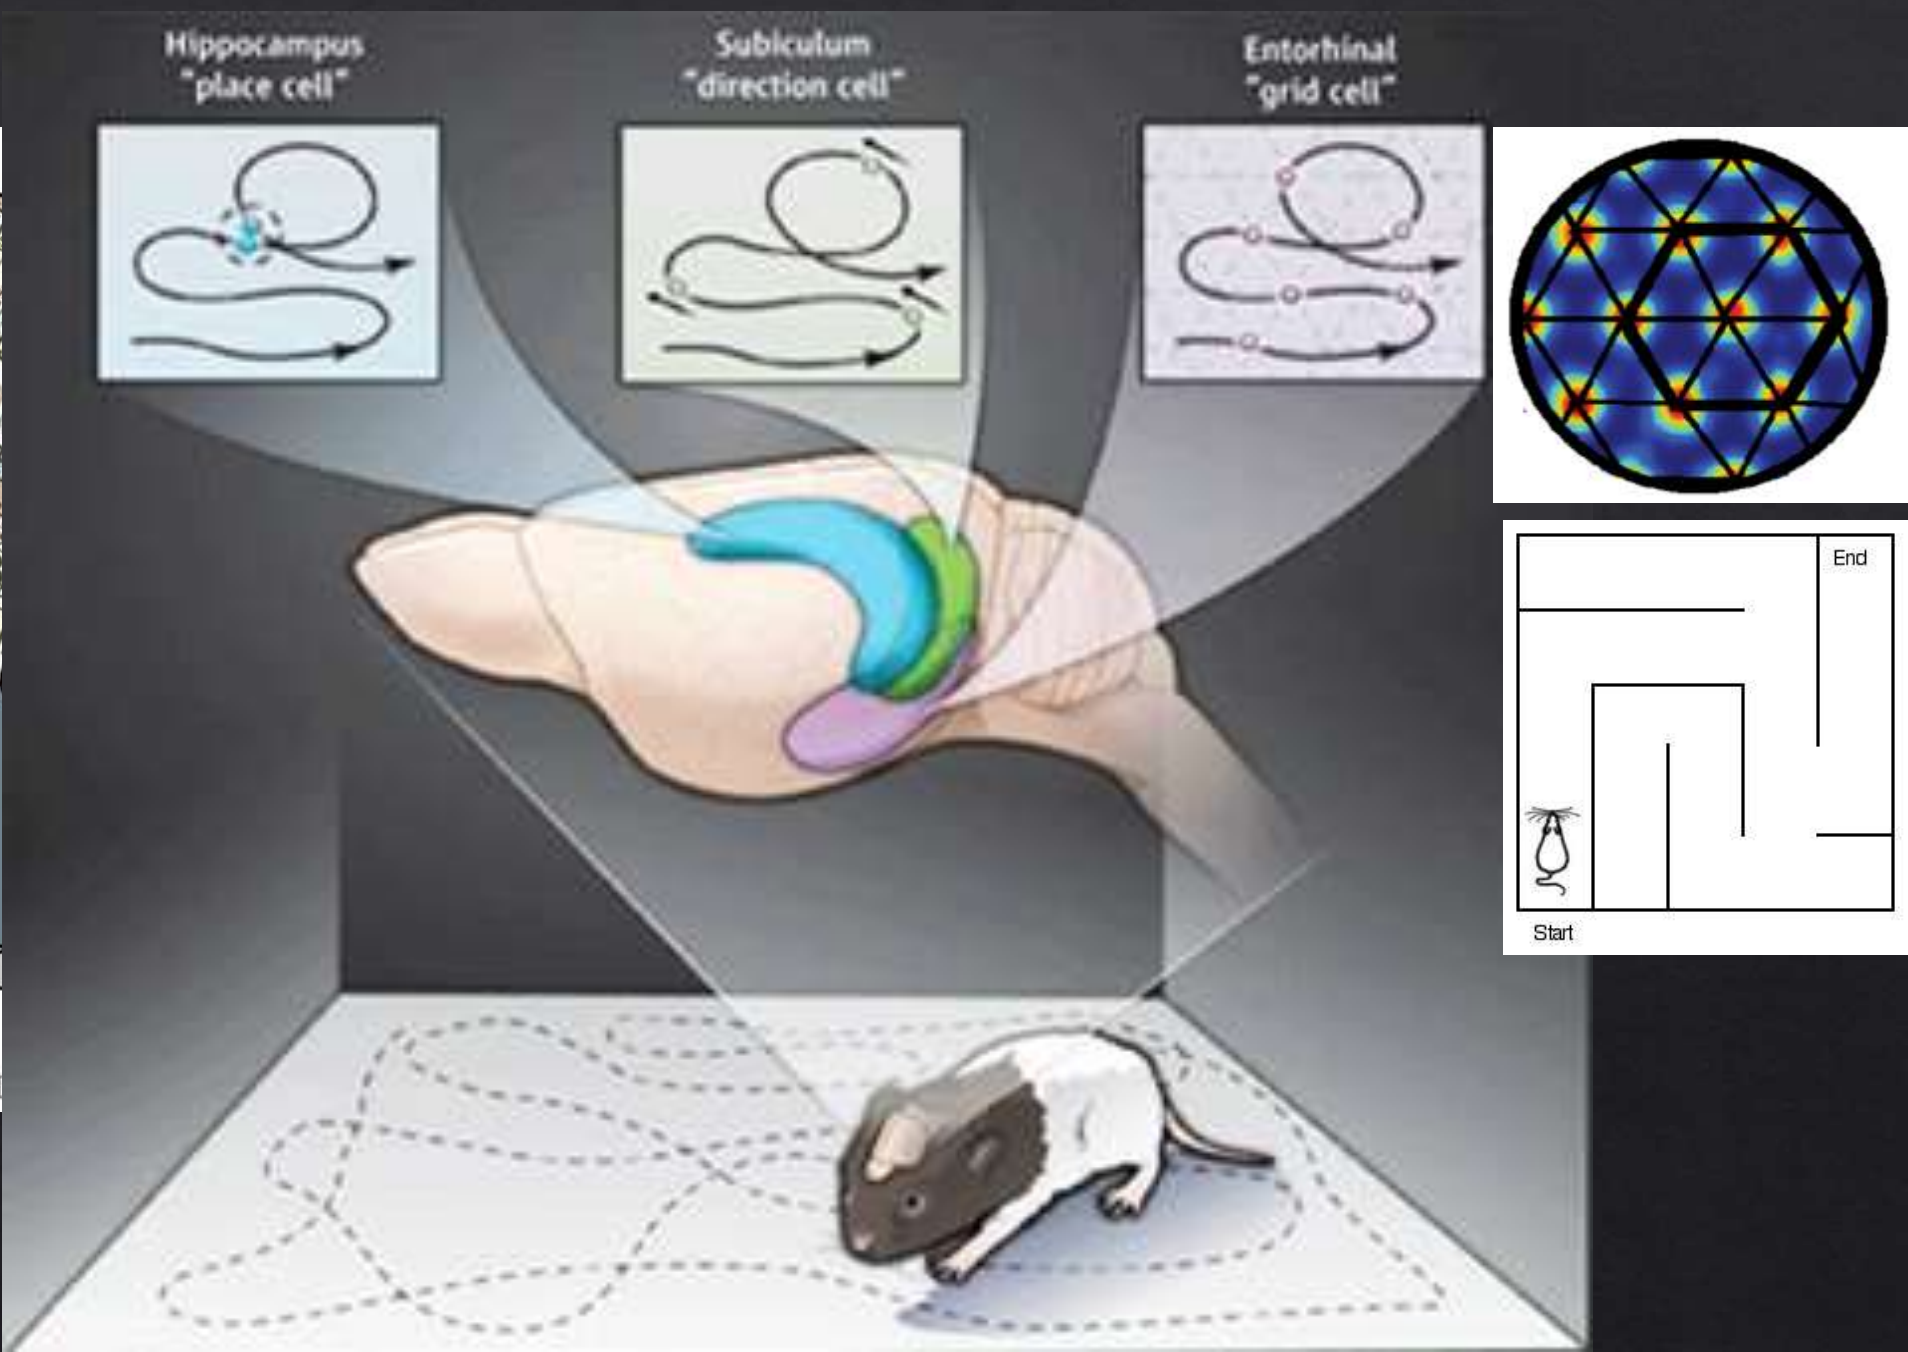 Hippocampus
"place cell"
Subiculum
"direction cell"
Entorhinal
"grid cell"
End
Start